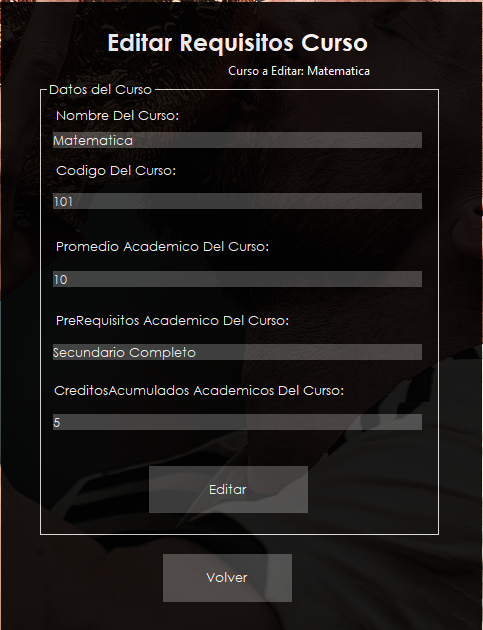 Editar Requisitos Curso
Curso a Editar: Matematica
Datos del Curso
Nombre Del Curso:
Matematica
Codigo Del Curso:
101
Promedio Academico Del Curso:
10
PreRequisitos Academico Del Curso:
Secundario Completo
CreditosAcumulados Academicos Del Curso:
5
Editar
Volver